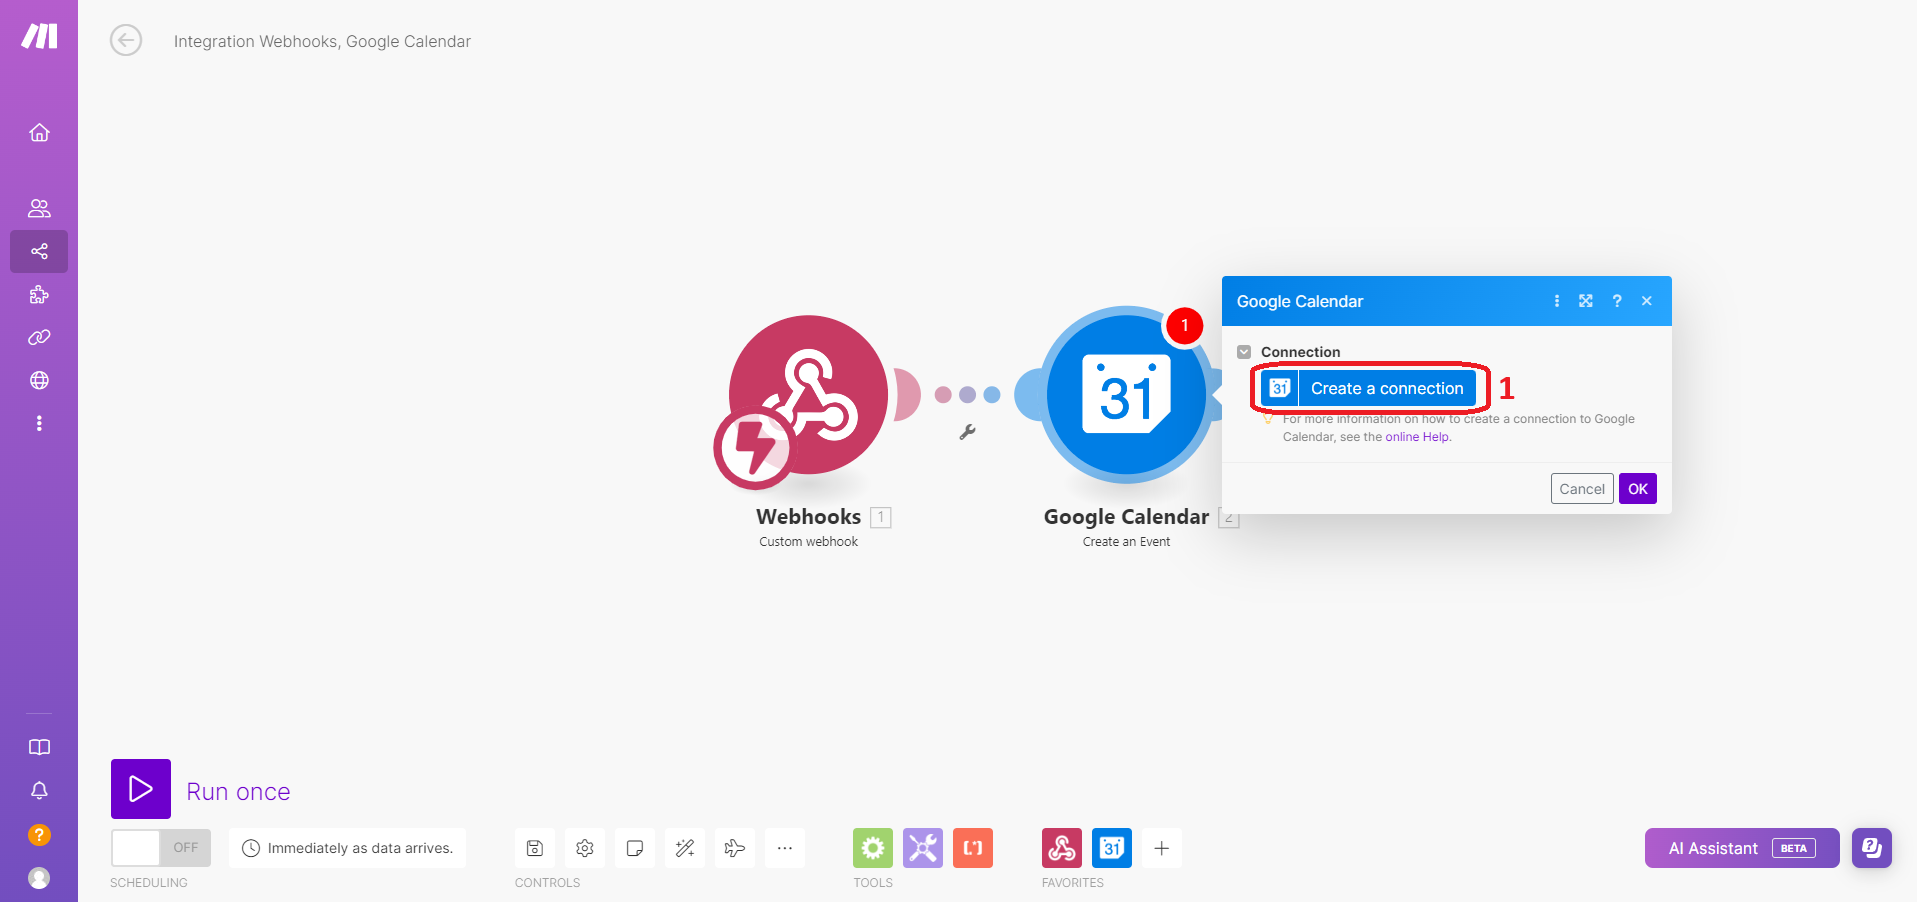 Integration Webhooks, Google Calendar
1
Google Calendar
?
Connection
31
Create a connection
1
For more information on how to create a connection to Google
Calendar, see the online Help.
Cancel
OK
31
Webhooks 1
Custom webhook
Google Calendar 2
Create an Event
Run once
OFF
Immediately as data arrives.
SCHEDULING
CONTROLS
[*]
TOOLS
31
FAVORITES
AI Assistant BETA
?
?